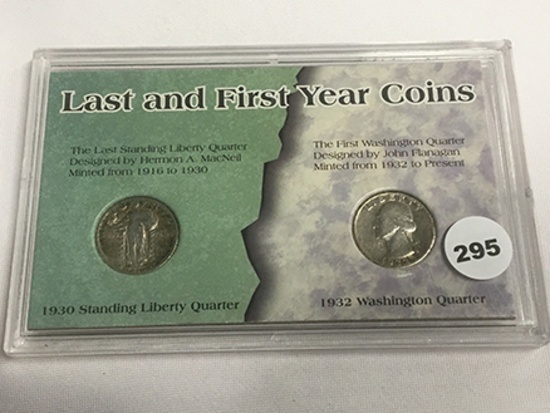 Last and First Year Coins
The Last Standing Liberty Quarter
Designed by Hermon A. MacNeil
Minted from 1916 to 1930
The First Washington Quarter
Designed by John Flanagan
Minted from 1932 to Present
LIBERTY
295
1930 Standing Liberty Quarter
1932 Washington Quarter